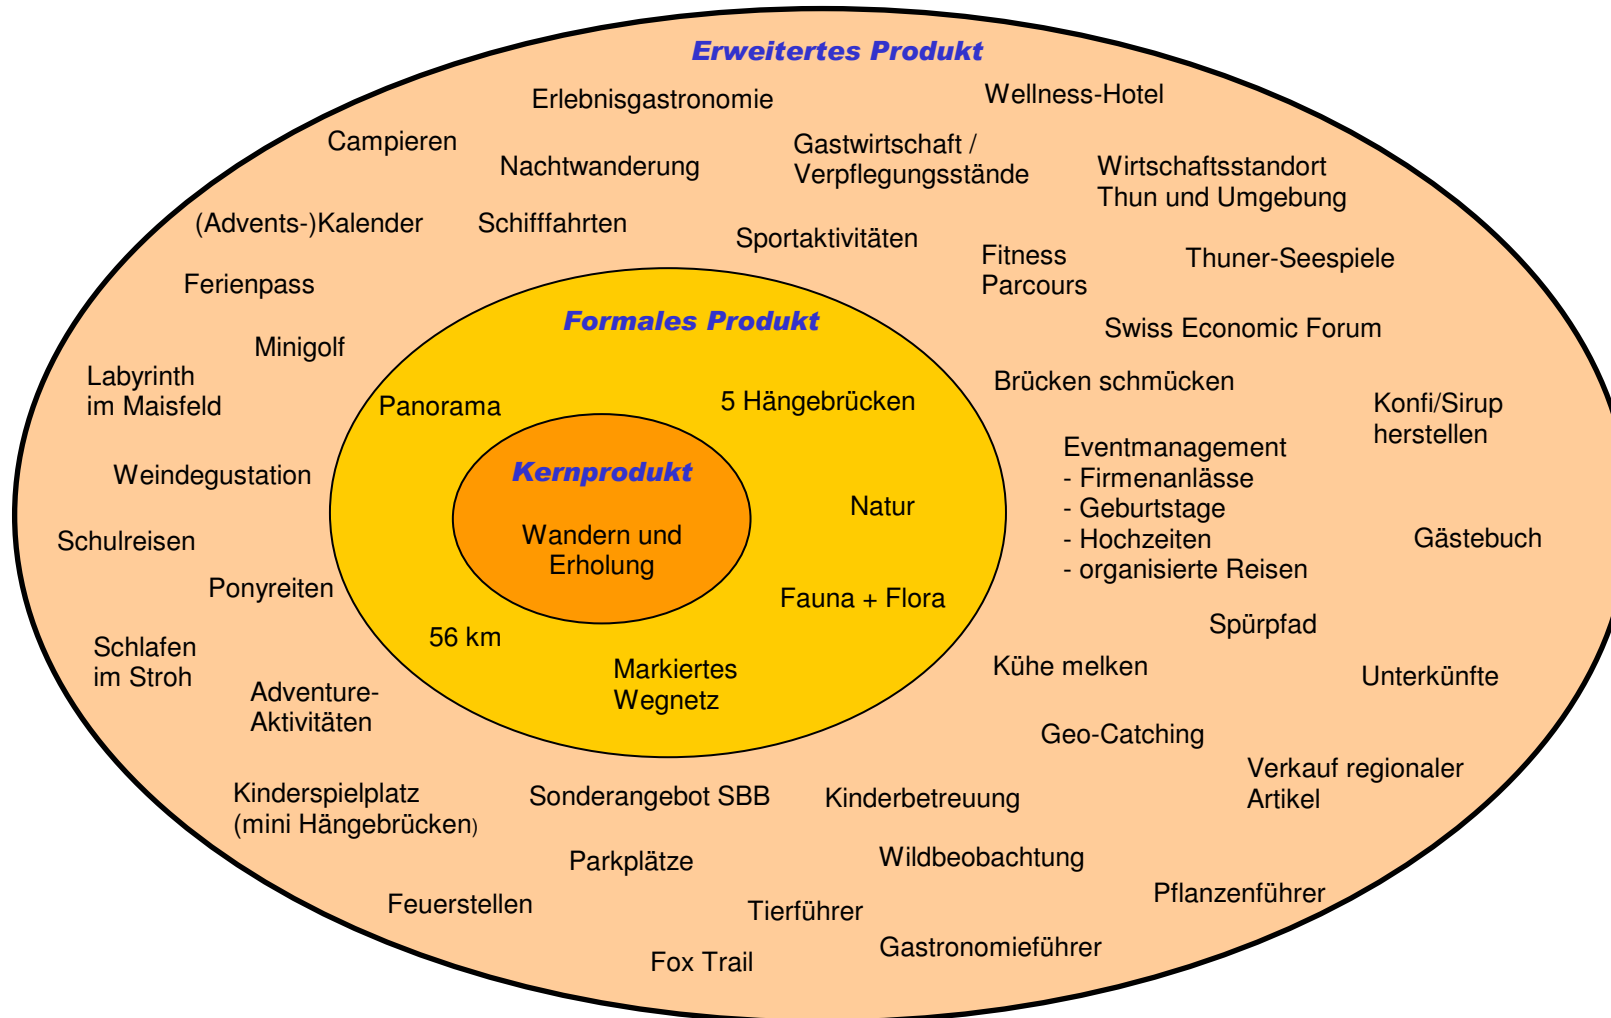 Erweitertes Produkt
Erlebnisgastronomie
Wellness-Hotel
Campieren
Nachtwanderung
Gastwirtschaft /
Verpflegungsstände
Wirtschaftsstandort
Thun und Umgebung
(Advents-)Kalender
Schifffahrten
Sportaktivitäten
Fitness
Parcours
Thuner-Seespiele
Ferienpass
Formales Produkt
Swiss Economic Forum
Minigolf
Labyrinth
im Maisfeld
Panorama
5 Hängebrücken
Brücken schmücken
Konfi/Sirup
herstellen
Weindegustation
Kernprodukt
Wandern und
Erholung
Natur
Eventmanagement
- Firmenanlässe
- Geburtstage
- Hochzeiten
- organisierte Reisen
Gästebuch
Schulreisen
Ponyreiten
Fauna + Flora
Spürpfad
Schlafen
im Stroh
56 km
Markiertes
Wegnetz
Kühe melken
Unterkünfte
Adventure-
Aktivitäten
Geo-Catching
Verkauf regionaler
Artikel
Kinderspielplatz
(mini Hängebrücken)
Sonderangebot SBB
Kinderbetreuung
Parkplätze
Wildbeobachtung
Pflanzenführer
Feuerstellen
Tierführer
Gastronomieführer
Fox Trail